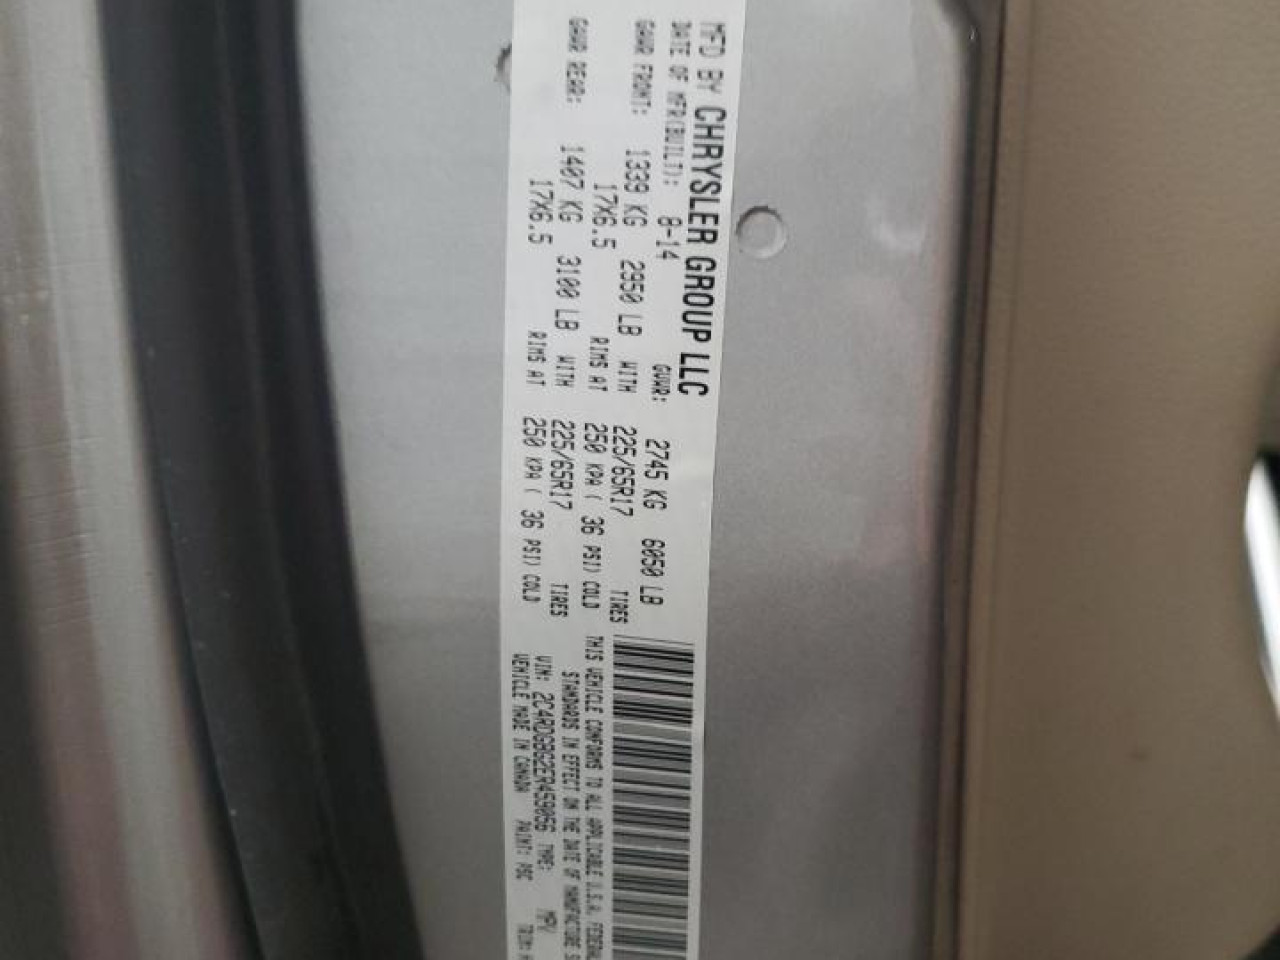 MFD BY CHRYSLER GROUP LLC
DATE OF MFR(BUILT): 8-14 GVWR: 2745 KG 6050 LB
GAWR FRONT: 1339 KG 2950 LB WITH 225/65R17 TIRES
17X6.5 RIMS AT 250 KPA ( 36 PSI) COLD
GAWR REAR: 1407 KG 3100 LB WITH 225/65R17 TIRES
17X6.5 RIMS AT 250 KPA ( 36 PSI) COLD
THIS VEHICLE CONFORMS TO ALL APPLICABLE U.S.A. FEDERAL
STANDARDS IN EFFECT ON THE DATE OF MANUFACTURE S
VIN: 2C4RDGBG2ER459056 TYPE: MPV
VEHICLE MADE IN CANADA PAINT: PSC TRIM: